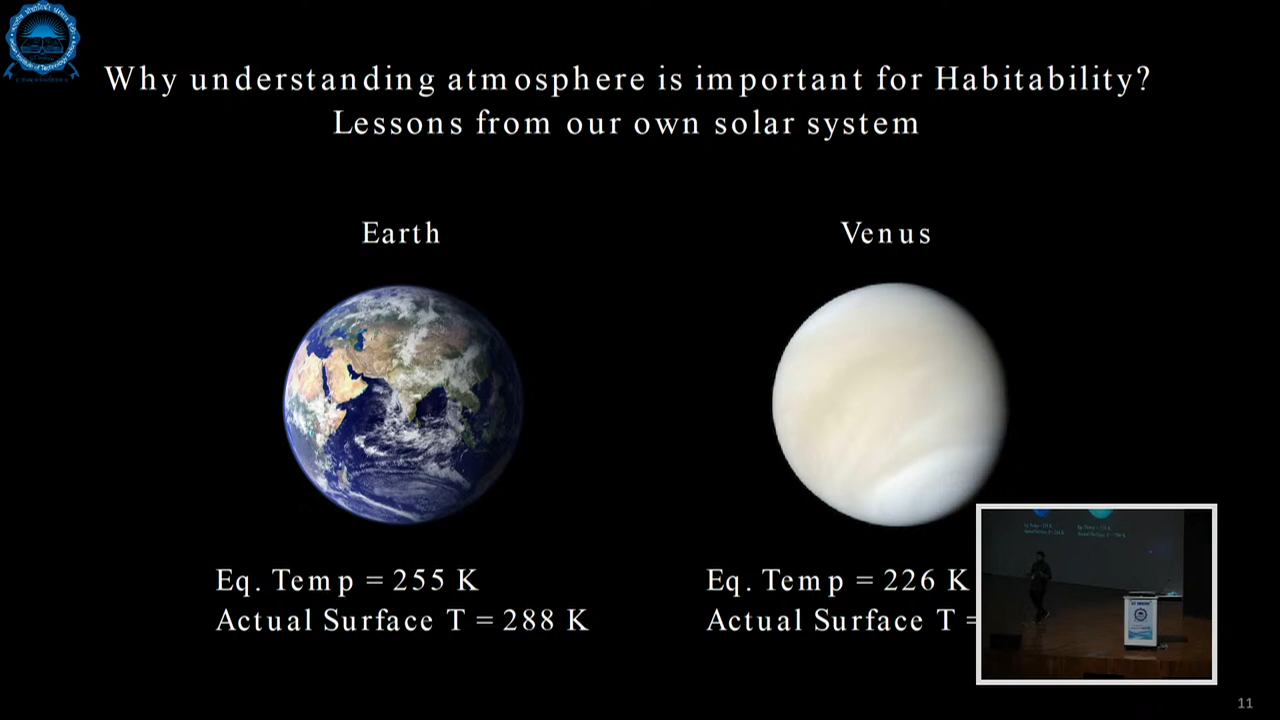 Why understanding atmosphere is important for Habitability?
Lessons from our own solar system
Earth
Venus
Eq. Temp = 255 K
Actual Surface T = 288 K
Eq. Temp = 226 K
Actual Surface T =
11